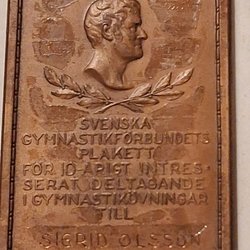 SVENSKA
GYMNASTIKFÖRBUNDETS
PLAKETT
FÖR 10-ÅRIGT INTRES-
SERAT DELTAGANDE
I GYMNASTIKÖVNINGAR
TILL
SIGRID OLSSON